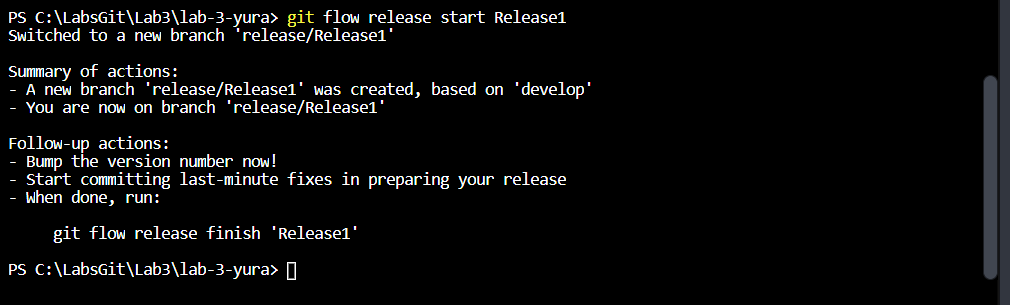 PS C:\LabsGit\Lab3\lab-3-yura> git flow release start Release1
Switched to a new branch 'release/Release1'
Summary of actions:
- A new branch 'release/Release1' was created, based on 'develop'
- You are now on branch 'release/Release1'
Follow-up actions:
- Bump the version number now!
- Start committing last-minute fixes in preparing your release
- When done, run:
git flow release finish 'Release1'
PS C:\LabsGit\Lab3\lab-3-yura>